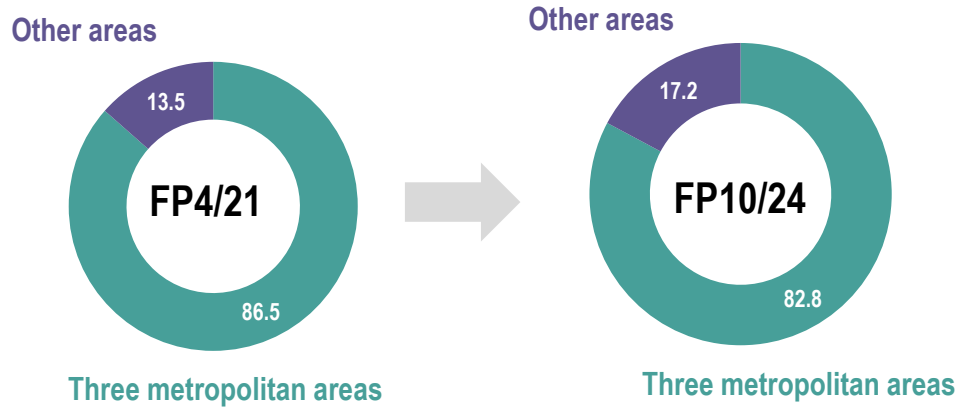 Other areas
13.5
FP4/21
86.5
Three metropolitan areas
Other areas
17.2
FP10/24
82.8
Three metropolitan areas